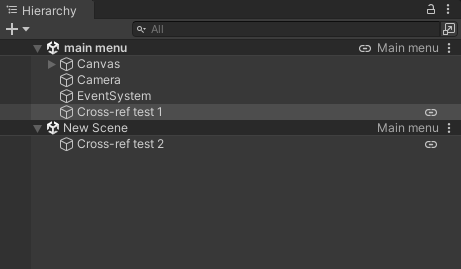 Hierarchy
All
main menu Main menu
Canvas
Camera
EventSystem
Cross-ref test 1
New Scene Main menu
Cross-ref test 2